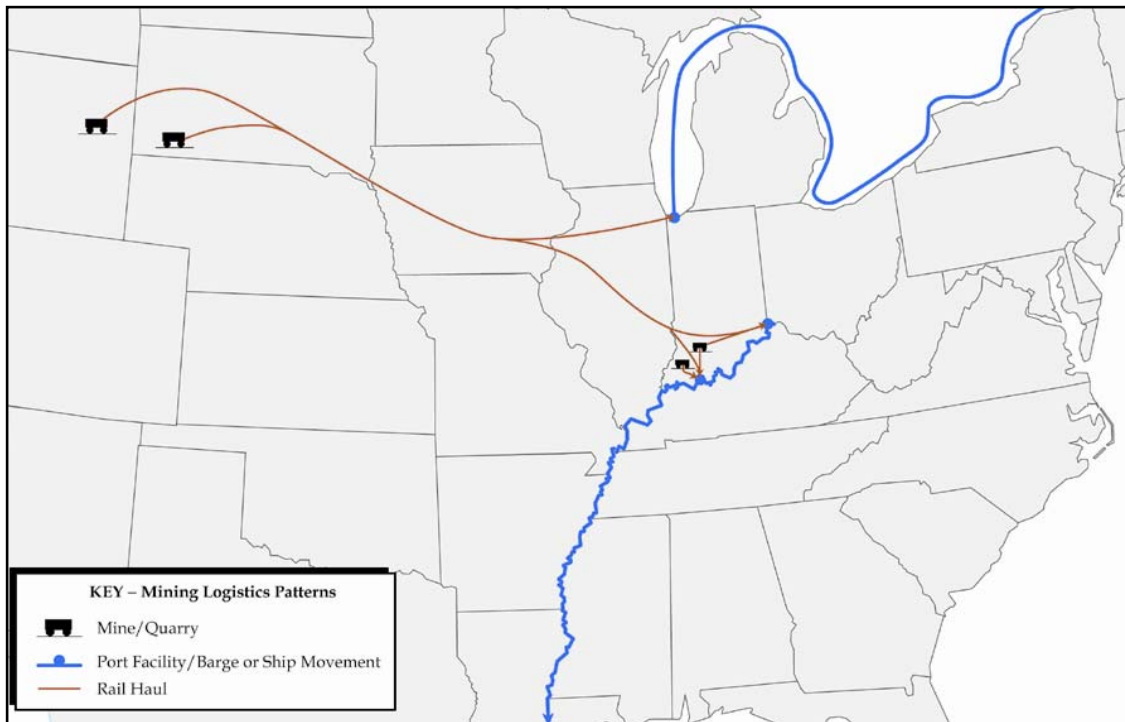 KEY – Mining Logistics Patterns
Mine/Quarry
Port Facility/Barge or Ship Movement
Rail Haul